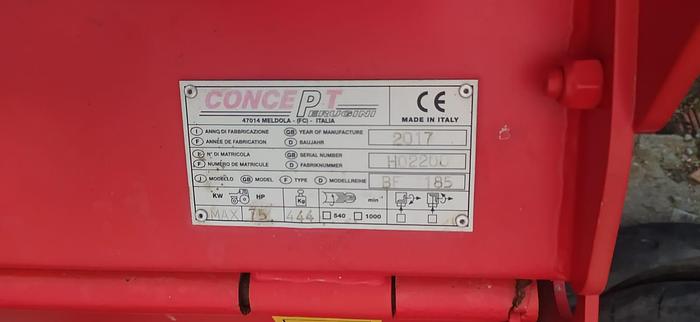 CONCEPT
PERUGINI
47014 MELDOLA - (FC) - ITALIA
CE
MADE IN ITALY
I ANNO DI FABBRICAZIONE GB YEAR OF MANUFACTURE 2017
F ANNÉE DE FABRICATION D BAUJAHR
I N° DI MATRICOLA GB SERIAL NUMBER
F NUMÉRO DE MATRICULE D FABRIKNUMMER
I MODELLO GB MODEL F TYPE D MODELLREIHE BF 185
KW HP Kg min-1
MAX 75 444 540 1000